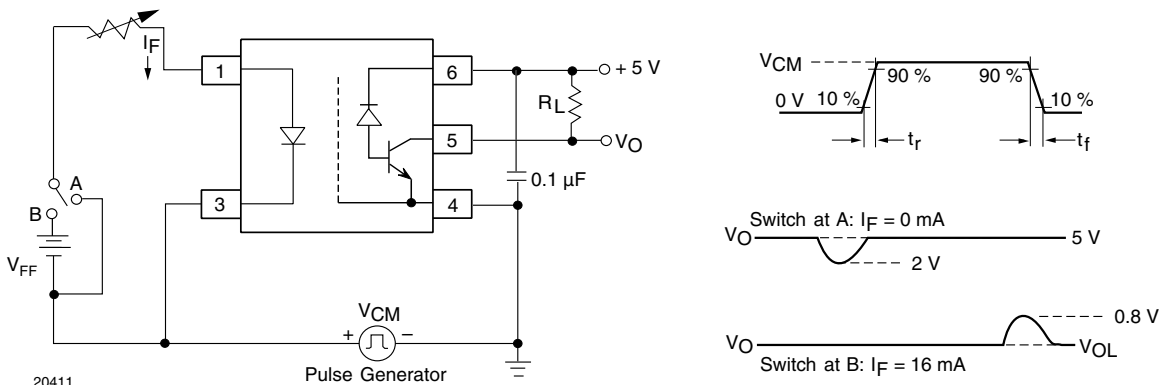 I_F
1
6
+ 5 V
R_L
5
V_O
A
B
3
4
0.1 µF
V_FF
V_CM
+
–
Pulse Generator
20411
V_CM
90 %
90 %
0 V
10 %
10 %
t_r
t_f
Switch at A: I_F = 0 mA
V_O
5 V
2 V
0.8 V
V_O
V_OL
Switch at B: I_F = 16 mA